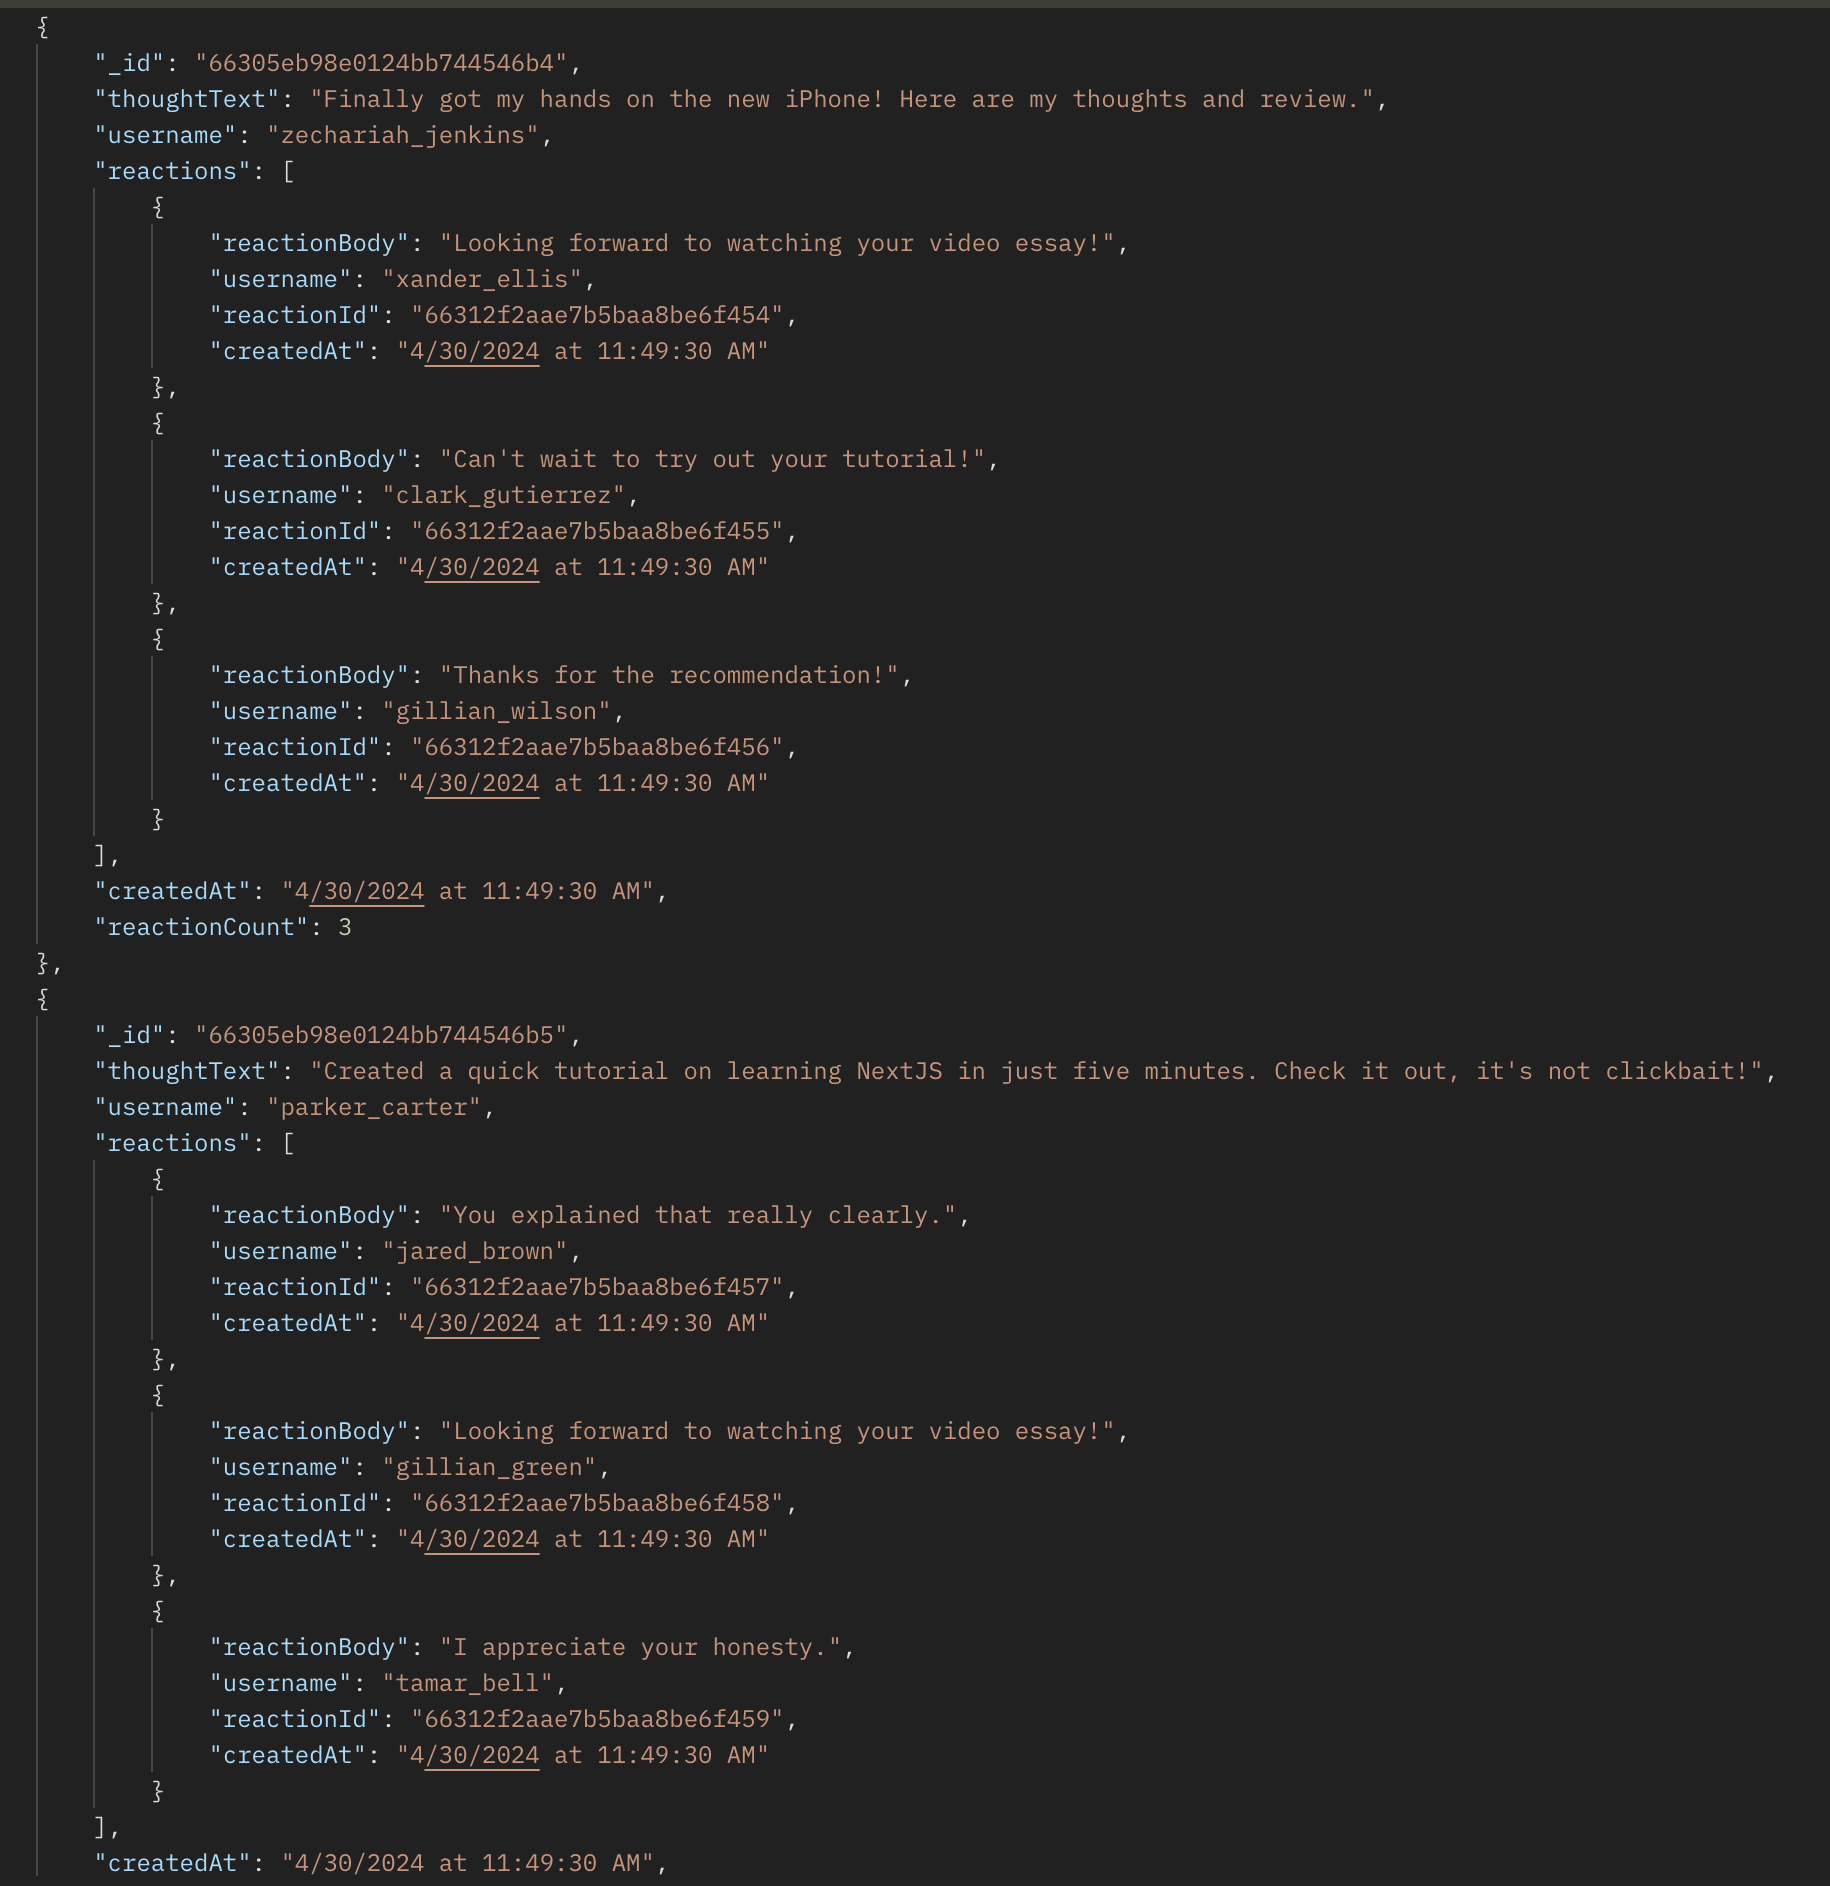 {
"_id": "66305eb98e0124bb744546b4",
"thoughtText": "Finally got my hands on the new iPhone! Here are my thoughts and review.",
"username": "zechariah_jenkins",
"reactions": [
{
"reactionBody": "Looking forward to watching your video essay!",
"username": "xander_ellis",
"reactionId": "66312f2aae7b5baa8be6f454",
"createdAt": "4/30/2024 at 11:49:30 AM"
},
{
"reactionBody": "Can't wait to try out your tutorial!",
"username": "clark_gutierrez",
"reactionId": "66312f2aae7b5baa8be6f455",
"createdAt": "4/30/2024 at 11:49:30 AM"
},
{
"reactionBody": "Thanks for the recommendation!",
"username": "gillian_wilson",
"reactionId": "66312f2aae7b5baa8be6f456",
"createdAt": "4/30/2024 at 11:49:30 AM"
}
],
"createdAt": "4/30/2024 at 11:49:30 AM",
"reactionCount": 3
},
{
"_id": "66305eb98e0124bb744546b5",
"thoughtText": "Created a quick tutorial on learning NextJS in just five minutes. Check it out, it's not clickbait!",
"username": "parker_carter",
"reactions": [
{
"reactionBody": "You explained that really clearly.",
"username": "jared_brown",
"reactionId": "66312f2aae7b5baa8be6f457",
"createdAt": "4/30/2024 at 11:49:30 AM"
},
{
"reactionBody": "Looking forward to watching your video essay!",
"username": "gillian_green",
"reactionId": "66312f2aae7b5baa8be6f458",
"createdAt": "4/30/2024 at 11:49:30 AM"
},
{
"reactionBody": "I appreciate your honesty.",
"username": "tamar_bell",
"reactionId": "66312f2aae7b5baa8be6f459",
"createdAt": "4/30/2024 at 11:49:30 AM"
}
],
"createdAt": "4/30/2024 at 11:49:30 AM",